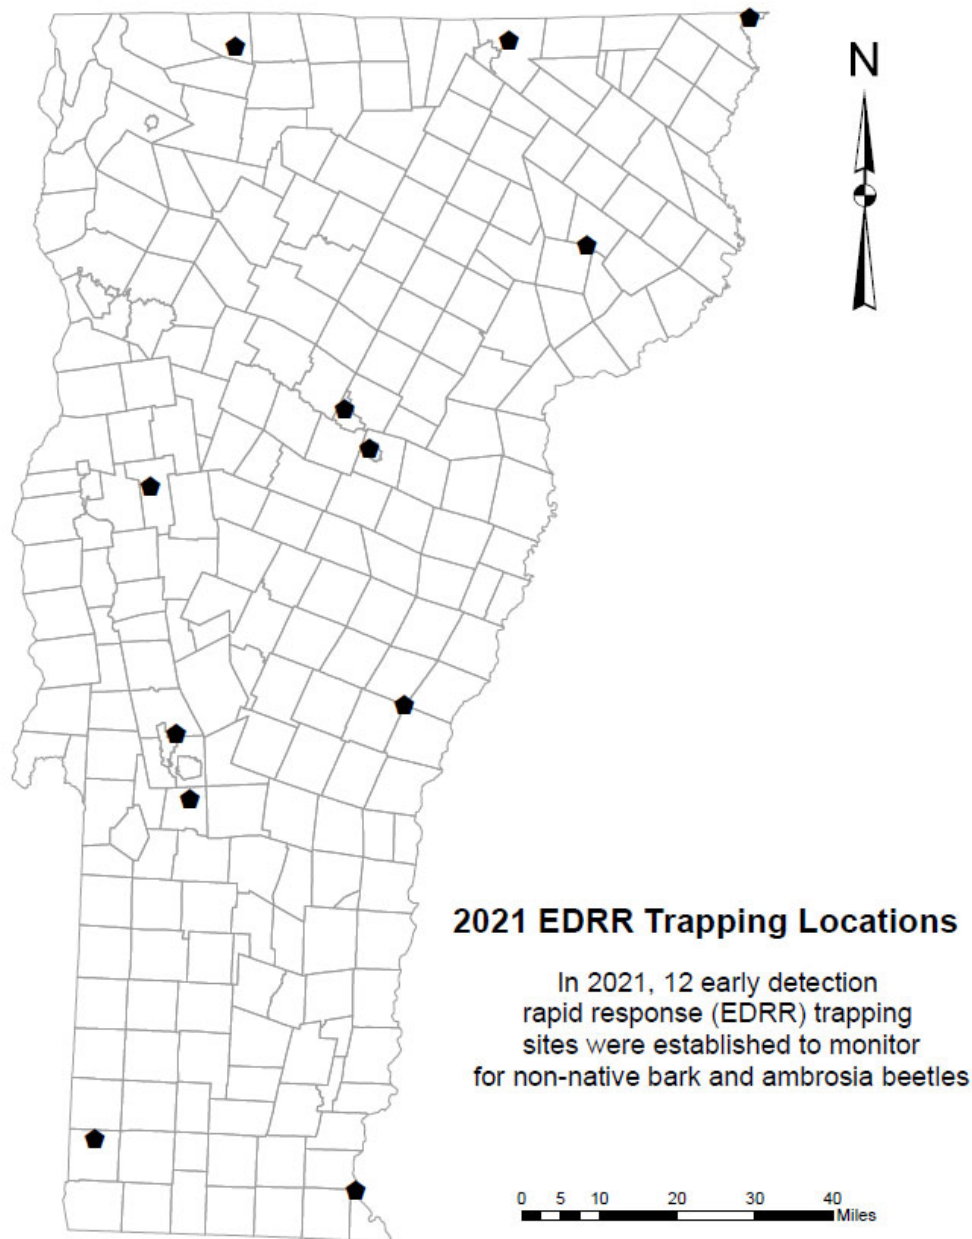 N
2021 EDRR Trapping Locations
In 2021, 12 early detection
rapid response (EDRR) trapping
sites were established to monitor
for non-native bark and ambrosia beetles
0 5 10 20 30 40
Miles